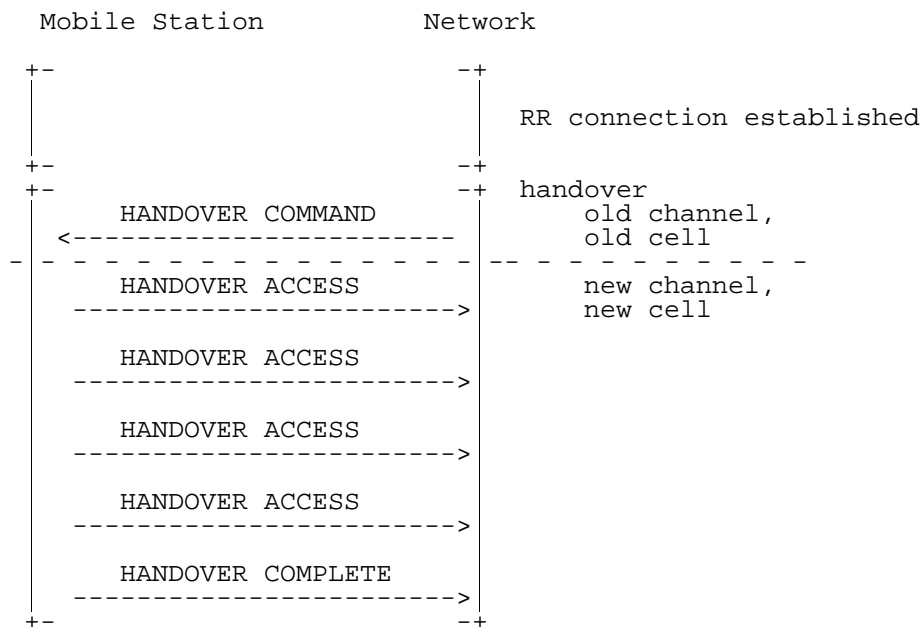 Mobile Station Network
RR connection established
handover
HANDOVER COMMAND old channel,
old cell
HANDOVER ACCESS new channel,
new cell
HANDOVER ACCESS
HANDOVER ACCESS
HANDOVER ACCESS
HANDOVER COMPLETE